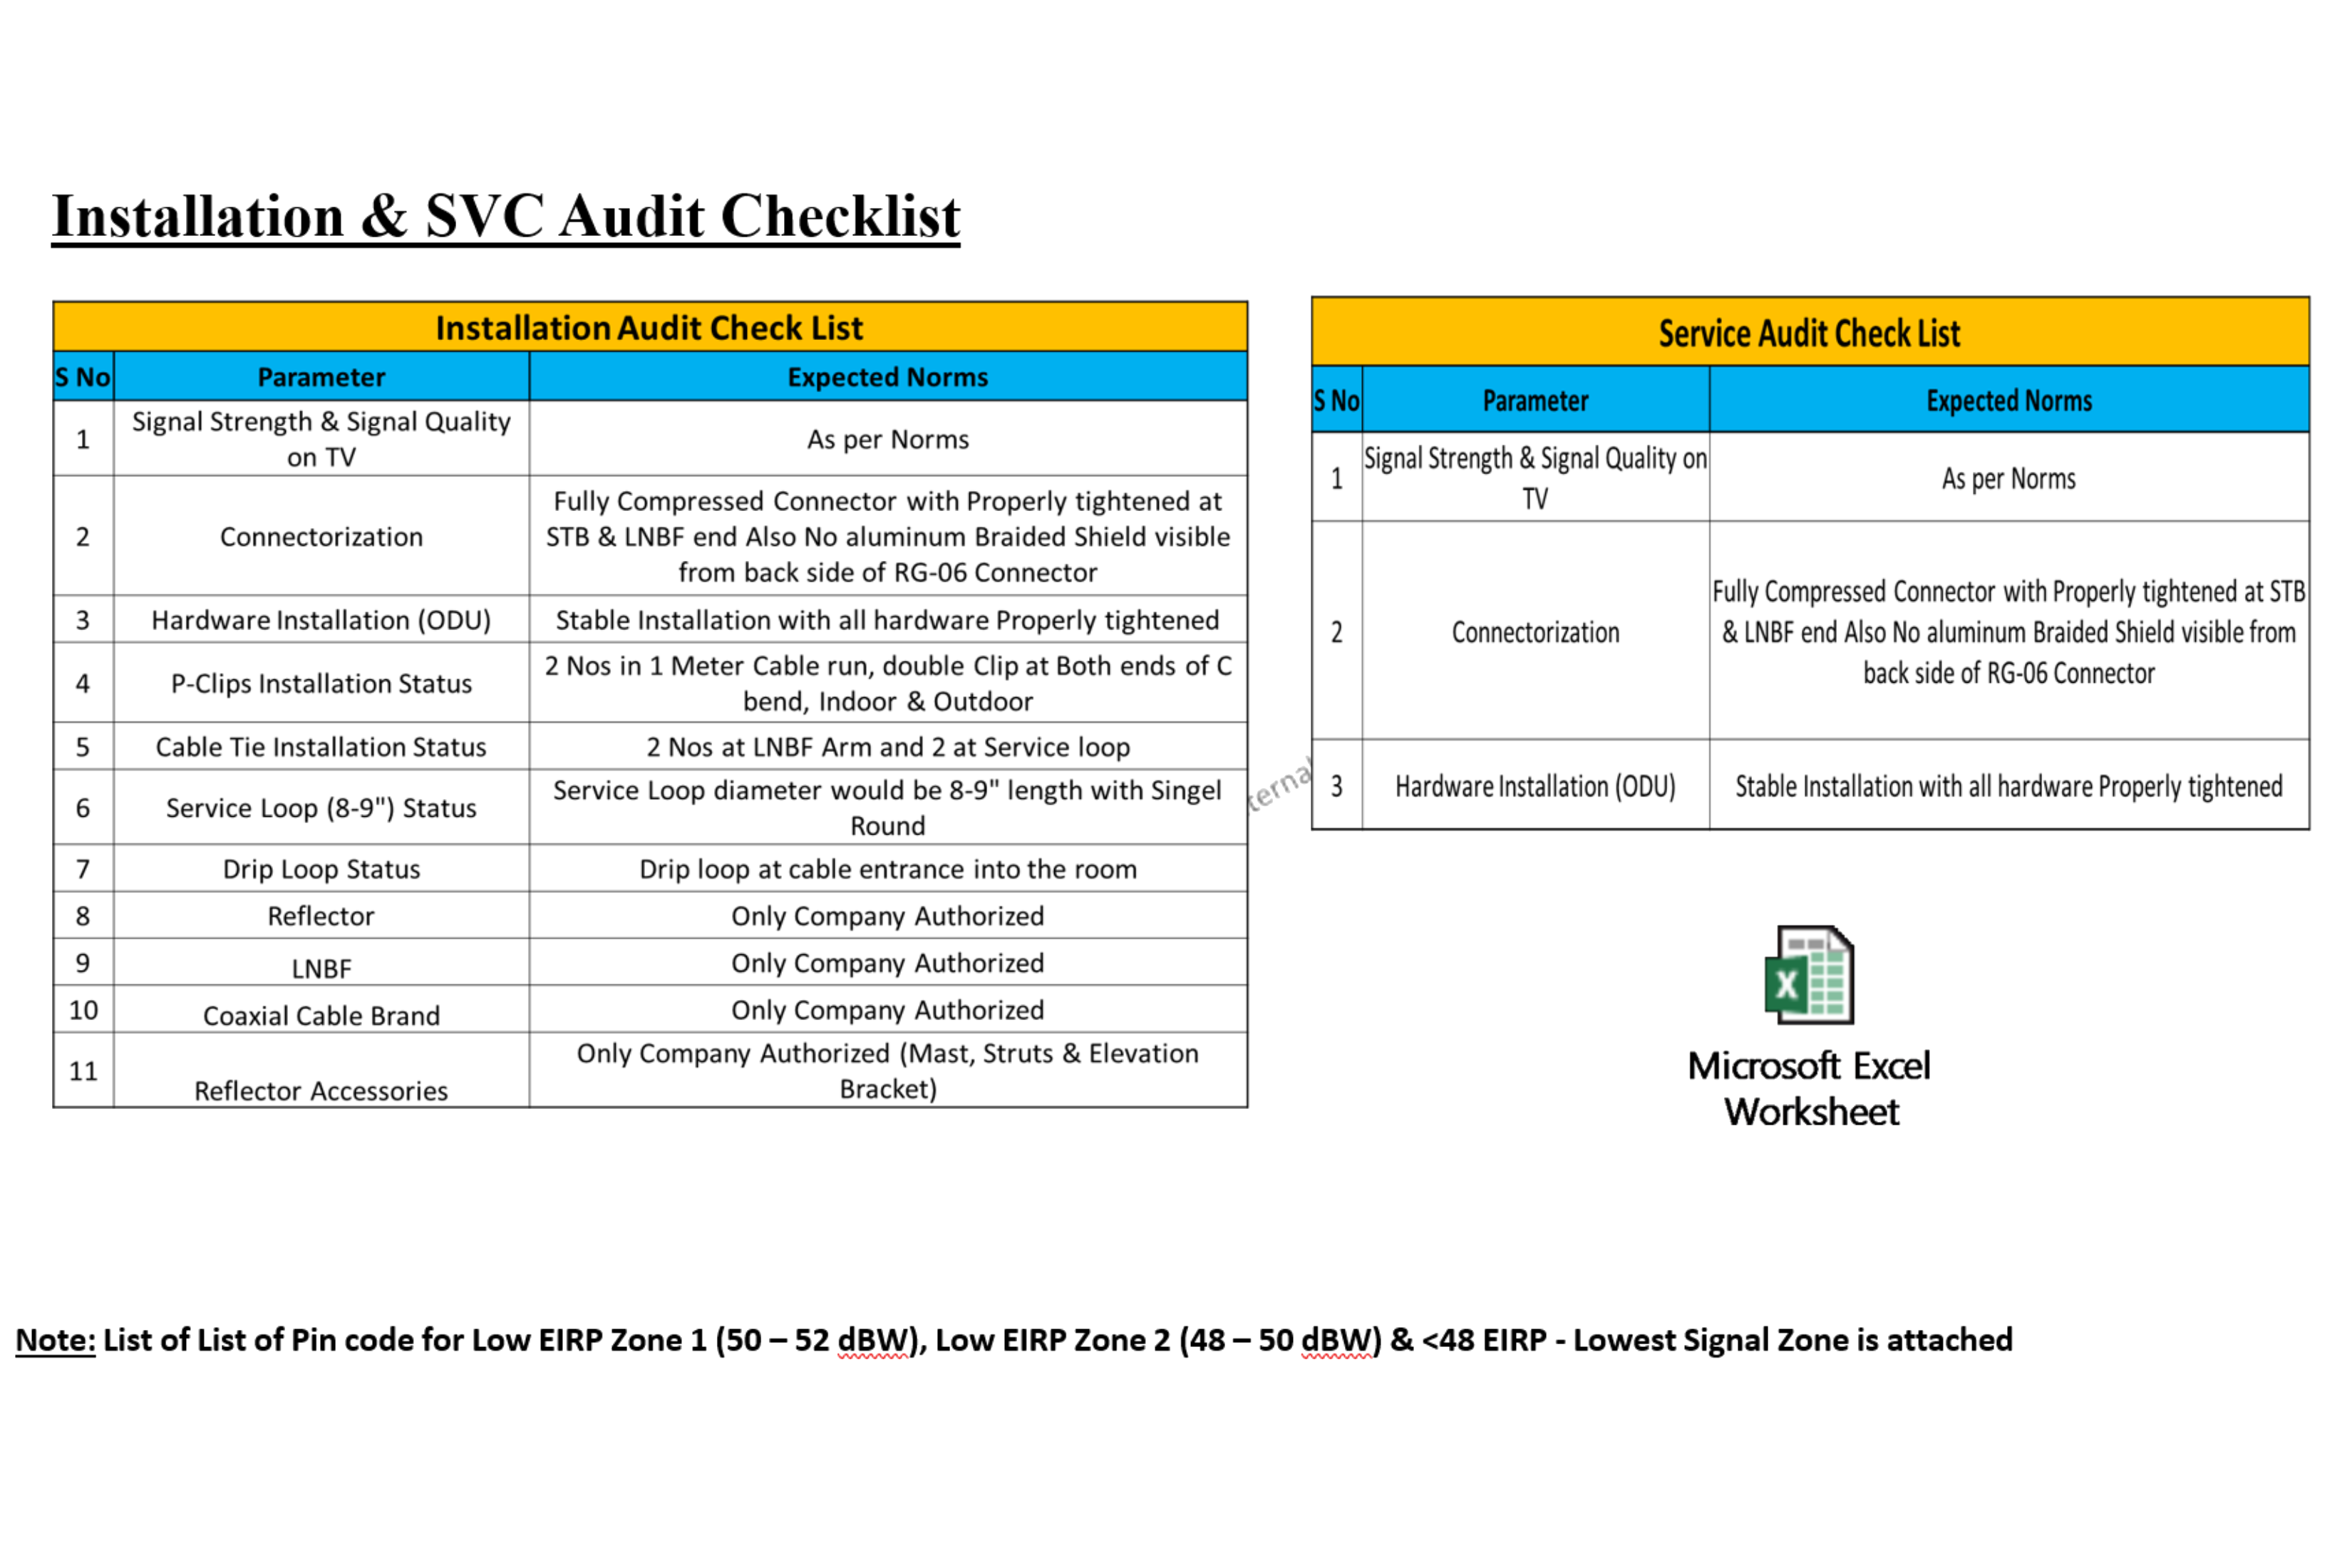 Installation & SVC Audit Checklist
Installation Audit Check List
S No Parameter Expected Norms
1 Signal Strength & Signal Quality
on TV
As per Norms
2 Connectorization
Fully Compressed Connector with Properly tightened at
STB & LNBF end Also No aluminum Braided Shield visible
from back side of RG-06 Connector
3 Hardware Installation (ODU) Stable Installation with all hardware Properly tightened
4 P-Clips Installation Status
2 Nos in 1 Meter Cable run, double Clip at Both ends of C
bend, Indoor & Outdoor
5 Cable Tie Installation Status 2 Nos at LNBF Arm and 2 at Service loop
6 Service Loop (8-9") Status
Service Loop diameter would be 8-9" length with Singel
Round
7 Drip Loop Status Drip loop at cable entrance into the room
8 Reflector Only Company Authorized
9 LNBF Only Company Authorized
10 Coaxial Cable Brand Only Company Authorized
11 Reflector Accessories
Only Company Authorized (Mast, Struts & Elevation
Bracket)
Service Audit Check List
S No Parameter Expected Norms
1 Signal Strength & Signal Quality on
TV
As per Norms
2 Connectorization
Fully Compressed Connector with Properly tightened at STB
& LNBF end Also No aluminum Braided Shield visible from
back side of RG-06 Connector
3 Hardware Installation (ODU) Stable Installation with all hardware Properly tightened
Microsoft Excel
Worksheet
Note: List of List of Pin code for Low EIRP Zone 1 (50 – 52 dBW), Low EIRP Zone 2 (48 – 50 dBW) & <48 EIRP - Lowest Signal Zone is attached